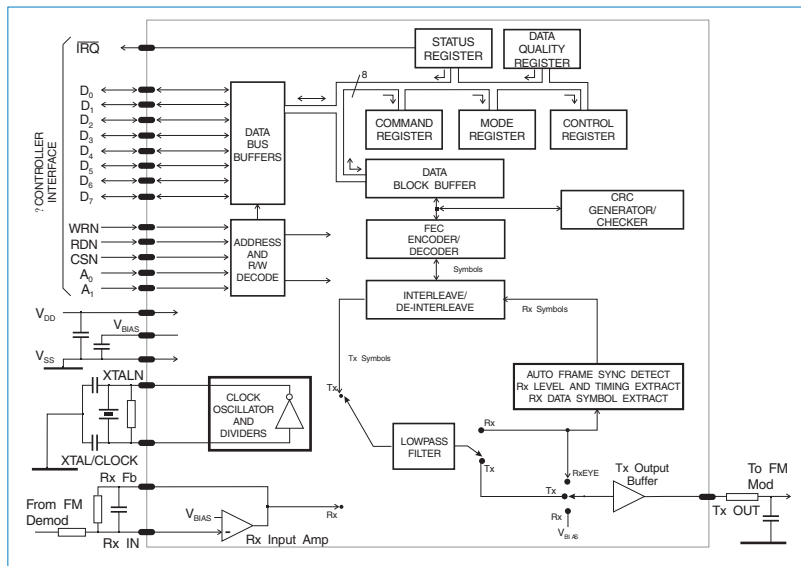 IRQ
STATUS
REGISTER
DATA
QUALITY
REGISTER
8
D0
D1
D2
D3
D4
D5
D6
D7
? CONTROLLER
INTERFACE
DATA
BUS
BUFFERS
COMMAND
REGISTER
MODE
REGISTER
CONTROL
REGISTER
DATA
BLOCK BUFFER
CRC
GENERATOR/
CHECKER
WRN
RDN
CSN
A0
A1
ADDRESS
AND
R/W
DECODE
FEC
ENCODER/
DECODER
Symbols
INTERLEAVE/
DE-INTERLEAVE
Rx Symbols
VDD
VBIAS
VSS
Tx Symbols
XTALN
CLOCK
OSCILLATOR
AND
DIVIDERS
XTAL/CLOCK
Tx
AUTO FRAME SYNC DETECT
Rx LEVEL AND TIMING EXTRACT
RX DATA SYMBOL EXTRACT
LOWPASS
FILTER
Rx
Tx
RxEYE
Tx
Rx
VBIAS
Tx Output
Buffer
To FM
Mod
Tx OUT
Rx Fb
From FM
Demod
Rx IN
VBIAS
Rx
Rx Input Amp